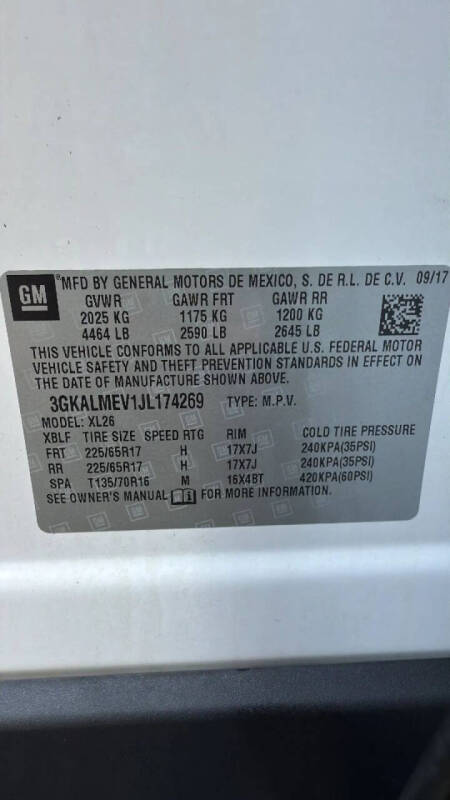 GM
®MFD BY GENERAL MOTORS DE MEXICO, S. DE R.L. DE C.V. 09/17
GVWR GAWR FRT GAWR RR
2025 KG 1175 KG 1200 KG
4464 LB 2590 LB 2645 LB
THIS VEHICLE CONFORMS TO ALL APPLICABLE U.S. FEDERAL MOTOR
VEHICLE SAFETY AND THEFT PREVENTION STANDARDS IN EFFECT ON
THE DATE OF MANUFACTURE SHOWN ABOVE.
3GKALMEV1JL174269 TYPE: M.P.V.
MODEL: XL26
XBLF TIRE SIZE SPEED RTG RIM COLD TIRE PRESSURE
FRT 225/65R17 H 17X7J 240KPA(35PSI)
RR 225/65R17 H 17X7J 240KPA(35PSI)
SPA T135/70R16 M 16X4BT 420KPA(60PSI)
SEE OWNER'S MANUAL FOR MORE INFORMATION